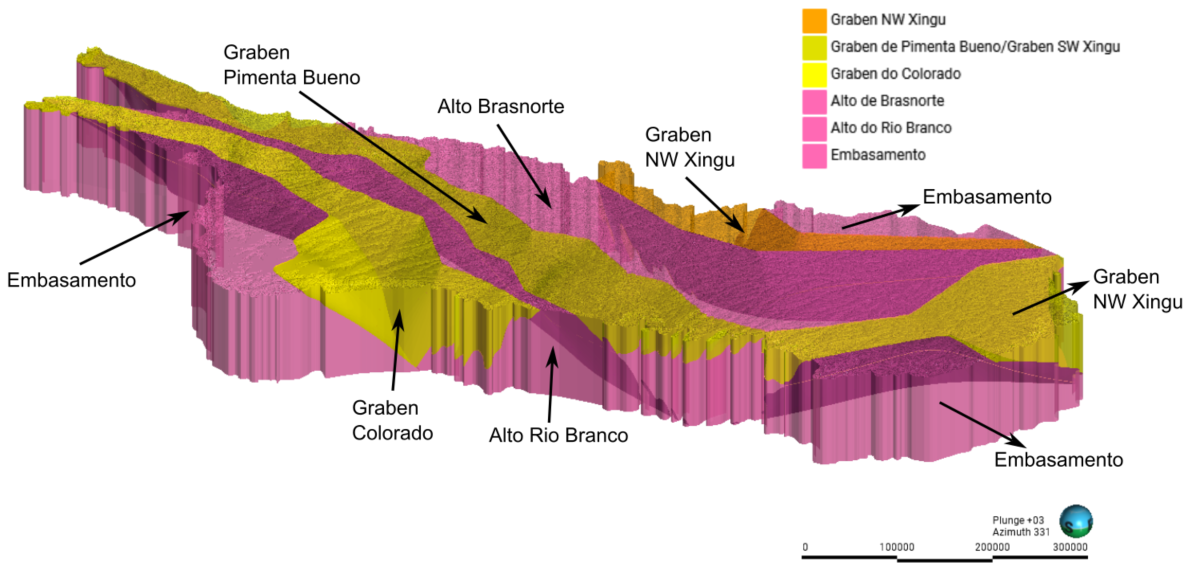 Graben NW Xingu
Graben de Pimenta Bueno/Graben SW Xingu
Graben do Colorado
Alto de Brasnorte
Alto do Rio Branco
Embasamento
Graben
Pimenta Bueno
Alto Brasnorte
Graben
NW Xingu
Embasamento
Embasamento
Graben
NW Xingu
Graben
Colorado
Alto Rio Branco
Embasamento
Plunge +03
Azimuth 331
S
0 100000 200000 300000